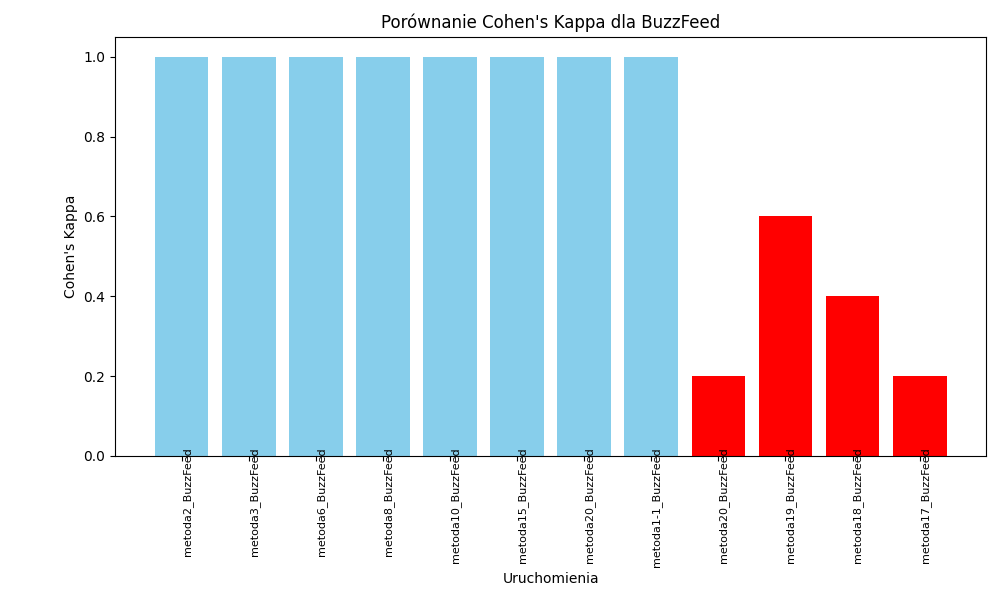 Porównanie Cohen's Kappa dla BuzzFeed
Cohen's Kappa
1.0
0.8
0.6
0.4
0.2
0.0
metoda2_BuzzFeed
metoda3_BuzzFeed
metoda6_BuzzFeed
metoda8_BuzzFeed
metoda10_BuzzFeed
metoda15_BuzzFeed
metoda20_BuzzFeed
metoda1-1_BuzzFeed
metoda20_BuzzFeed
metoda19_BuzzFeed
metoda18_BuzzFeed
metoda17_BuzzFeed
Uruchomienia